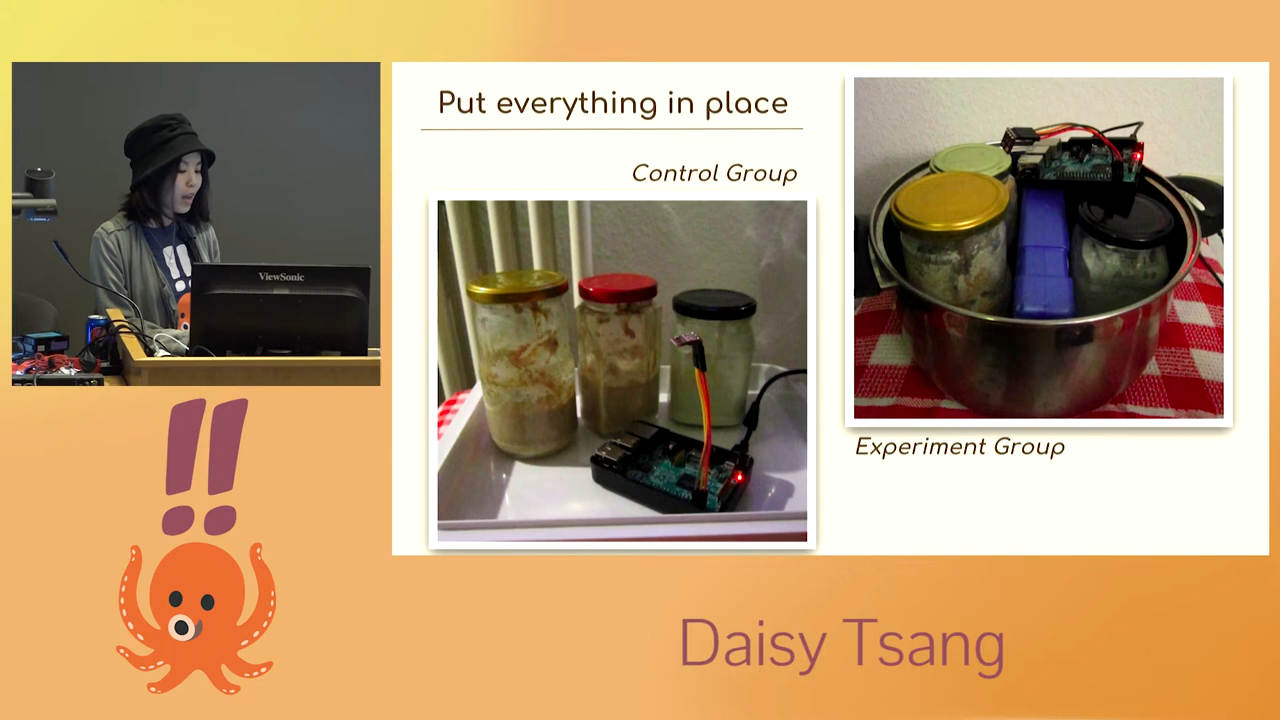 Put everything in place
Control Group
Experiment Group
ViewSonic
!!
!!
Daisy Tsang